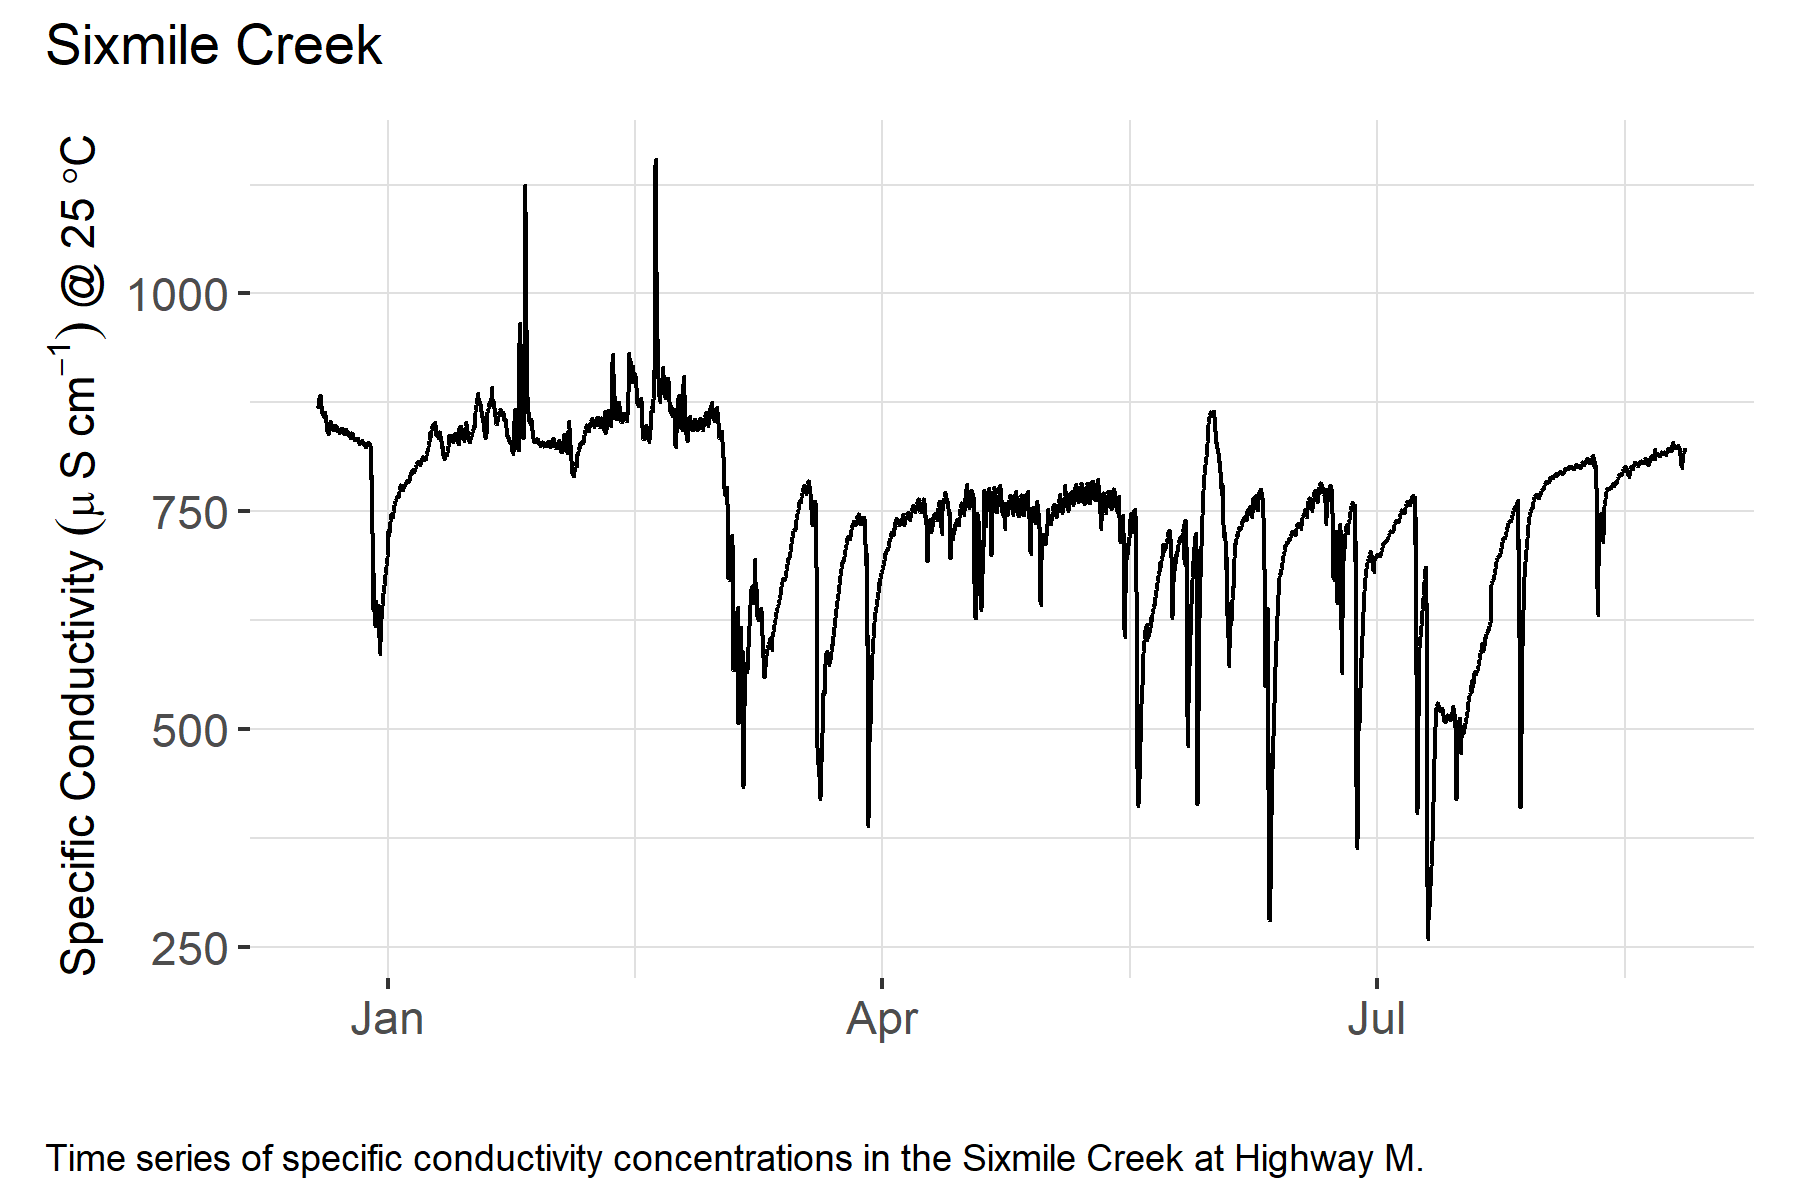 Sixmile Creek
Specific Conductivity (μ S cm⁻¹) @ 25 °C
1000
750
500
250
Jan Apr Jul
Time series of specific conductivity concentrations in the Sixmile Creek at Highway M.